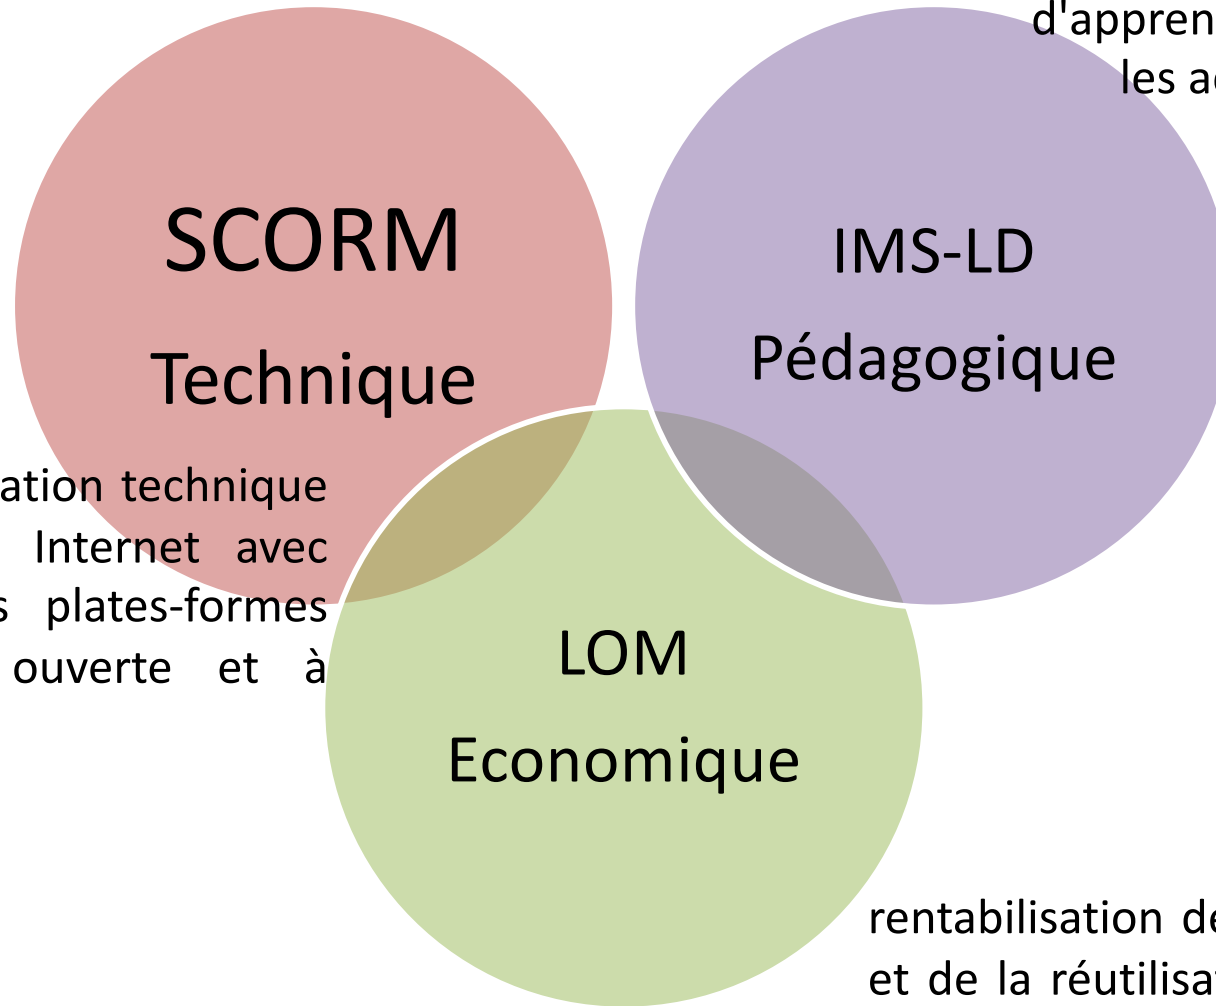 SCORM
Technique
ation technique
Internet avec
s plates-formes
ouverte et à
d'appren
les a
IMS-LD
Pédagogique
LOM
Economique
rentabilisation de
et de la réutilisat